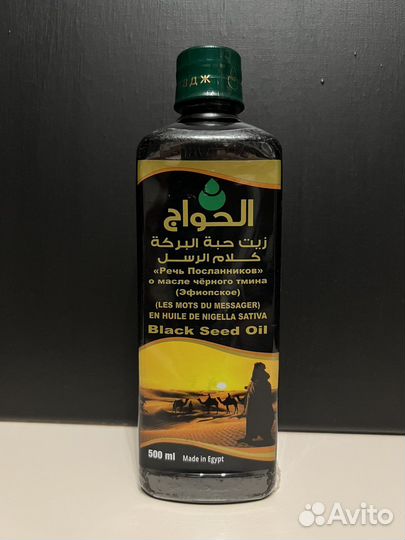 адж
الحواج
زيت حبة البركة
كلام الرسل
«Речь Посланников»
о масле чёрного тмина
(Эфиопское)
(LES MOTS DU MESSAGER)
EN HUILE DE NIGELLA SATIVA
Black Seed Oil
500 ml Made in Egypt
Avito